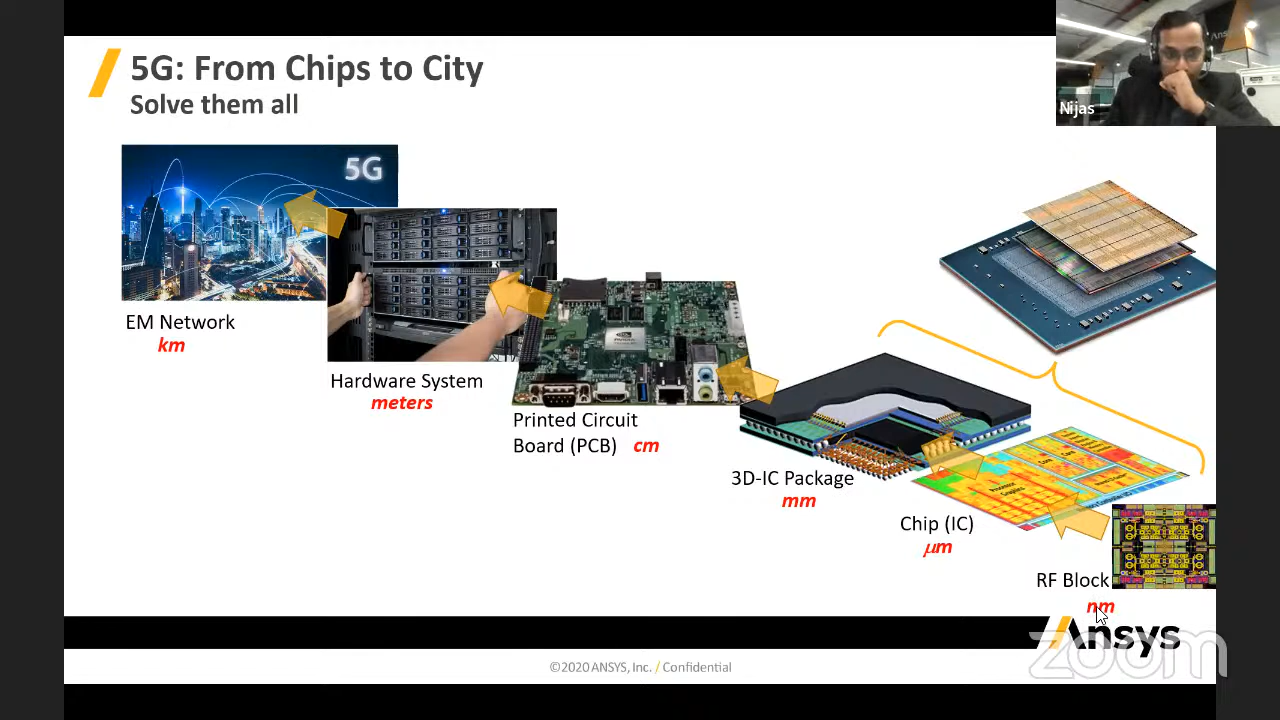 5G: From Chips to City
Solve them all
Nijas
5G
EM Network
km
Hardware System
meters
Printed Circuit
Board (PCB) cm
3D-IC Package
mm
Chip (IC)
μm
RF Block
nm
Ansys
zoom
©2020 ANSYS, Inc. / Confidential